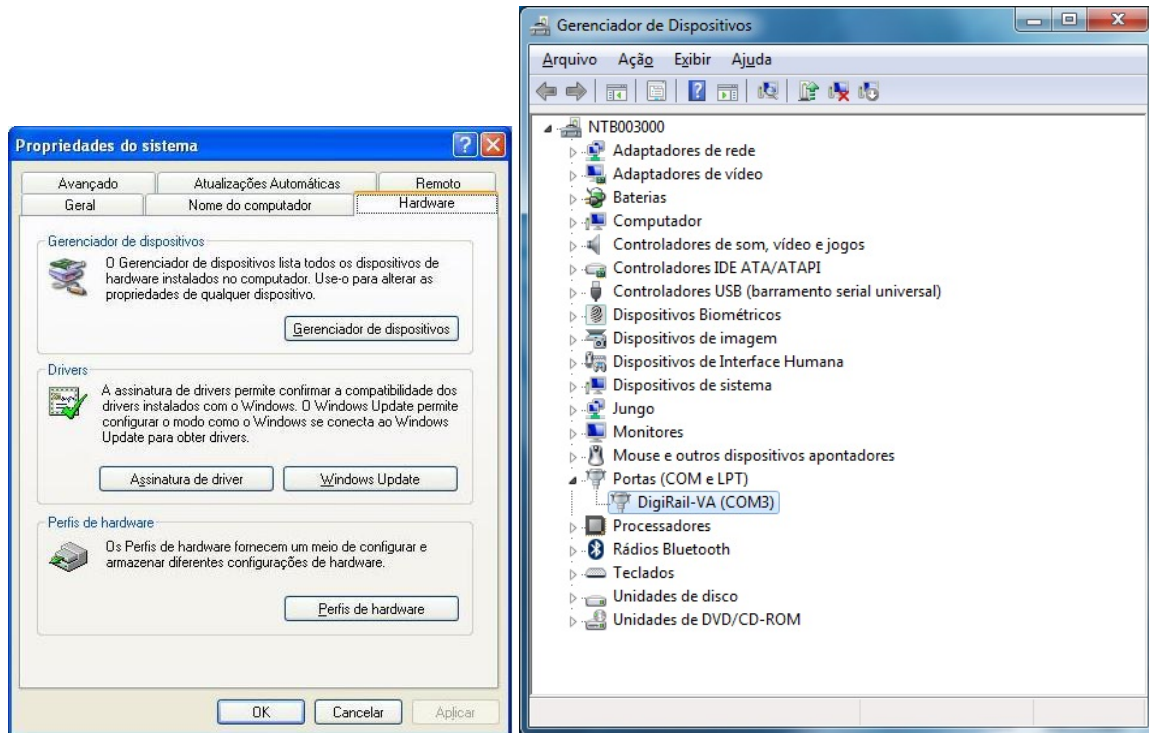 Propriedades do sistema
Avançado
Atualizações Automáticas
Remoto
Geral
Nome do computador
Hardware
Gerenciador de dispositivos
O Gerenciador de dispositivos lista todos os dispositivos de
hardware instalados no computador. Use-o para alterar as
propriedades de qualquer dispositivo.
Gerenciador de dispositivos
Drivers
A assinatura de drivers permite confirmar a compatibilidade dos
drivers instalados com o Windows. O Windows Update permite
configurar o modo como o Windows se conecta ao Windows
Update para obter drivers.
Assinatura de driver
Windows Update
Perfis de hardware
Os Perfis de hardware fornecem um meio de configurar e
armazenar diferentes configurações de hardware.
Perfis de hardware
OK
Cancelar
Aplicar
Gerenciador de Dispositivos
Arquivo Ação Exibir Ajuda
NTB003000
Adaptadores de rede
Adaptadores de vídeo
Baterias
Computador
Controladores de som, vídeo e jogos
Controladores IDE ATA/ATAPI
Controladores USB (barramento serial universal)
Dispositivos Biométricos
Dispositivos de imagem
Dispositivos de Interface Humana
Dispositivos de sistema
Jungo
Monitores
Mouse e outros dispositivos apontadores
Portas (COM e LPT)
DigiRail-VA (COM3)
Processadores
Rádios Bluetooth
Teclados
Unidades de disco
Unidades de DVD/CD-ROM